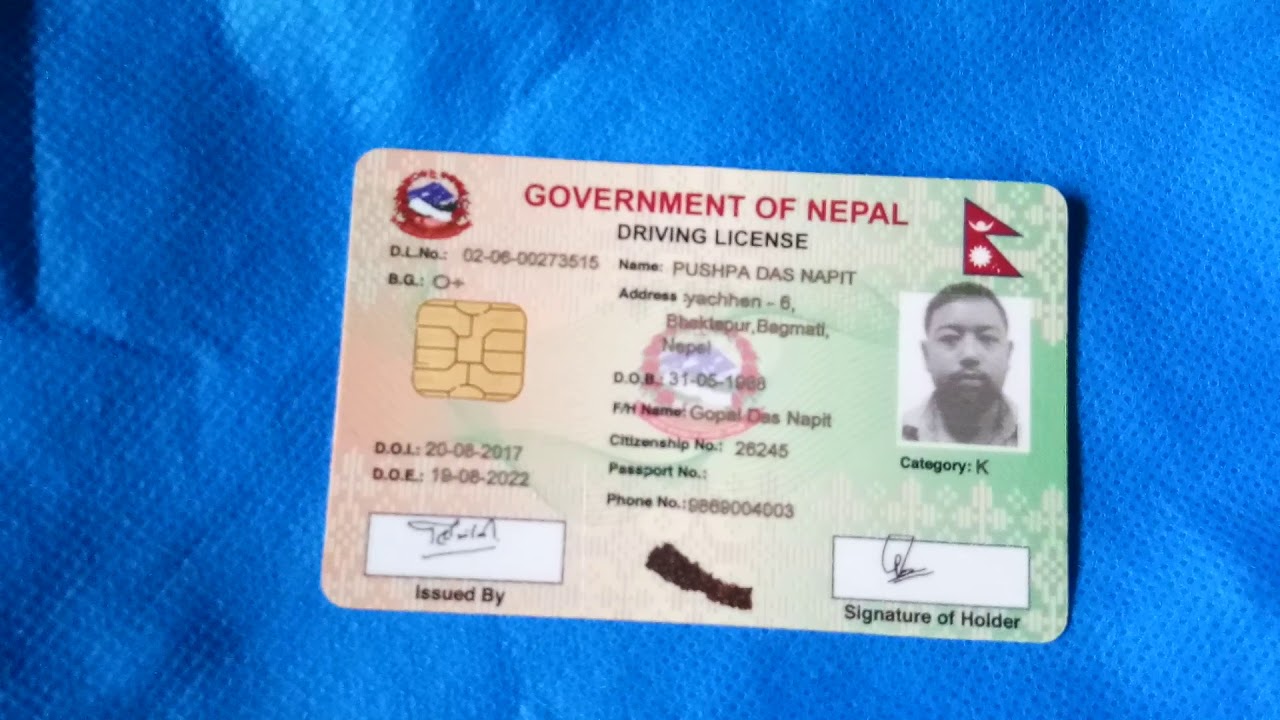 GOVERNMENT OF NEPAL
DRIVING LICENSE
D.L.No.: 02-06-00273515
B.G.: O+
Name: PUSHPA DAS NAPIT
Address :yachhen - 6,
Bhaktapur,Bagmati,
Nepal
D.O.B.: 31-05-1988
F/H Name: Gopal Das Napit
Citizenship No.: 26245
Passport No.:
Phone No.:9869004003
D.O.I.: 20-08-2017
D.O.E.: 19-08-2022
Category: K
Issued By
Signature of Holder